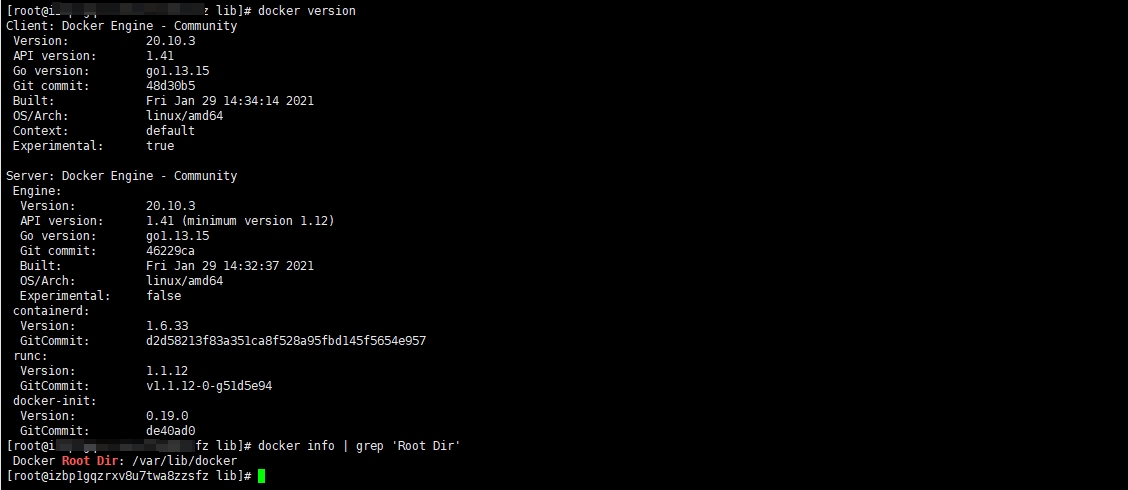 [root@i z lib]# docker version
Client: Docker Engine - Community
Version: 20.10.3
API version: 1.41
Go version: go1.13.15
Git commit: 48d30b5
Built: Fri Jan 29 14:34:14 2021
OS/Arch: linux/amd64
Context: default
Experimental: true
Server: Docker Engine - Community
Engine:
Version: 20.10.3
API version: 1.41 (minimum version 1.12)
Go version: go1.13.15
Git commit: 46229ca
Built: Fri Jan 29 14:32:37 2021
OS/Arch: linux/amd64
Experimental: false
containerd:
Version: 1.6.33
GitCommit: d2d58213f83a351ca8f528a95fbd145f5654e957
runc:
Version: 1.1.12
GitCommit: v1.1.12-0-g51d5e94
docker-init:
Version: 0.19.0
GitCommit: de40ad0
[root@i fz lib]# docker info | grep 'Root Dir'
Docker Root Dir: /var/lib/docker
[root@izbp1gqzrxv8u7twa8zzsfz lib]#